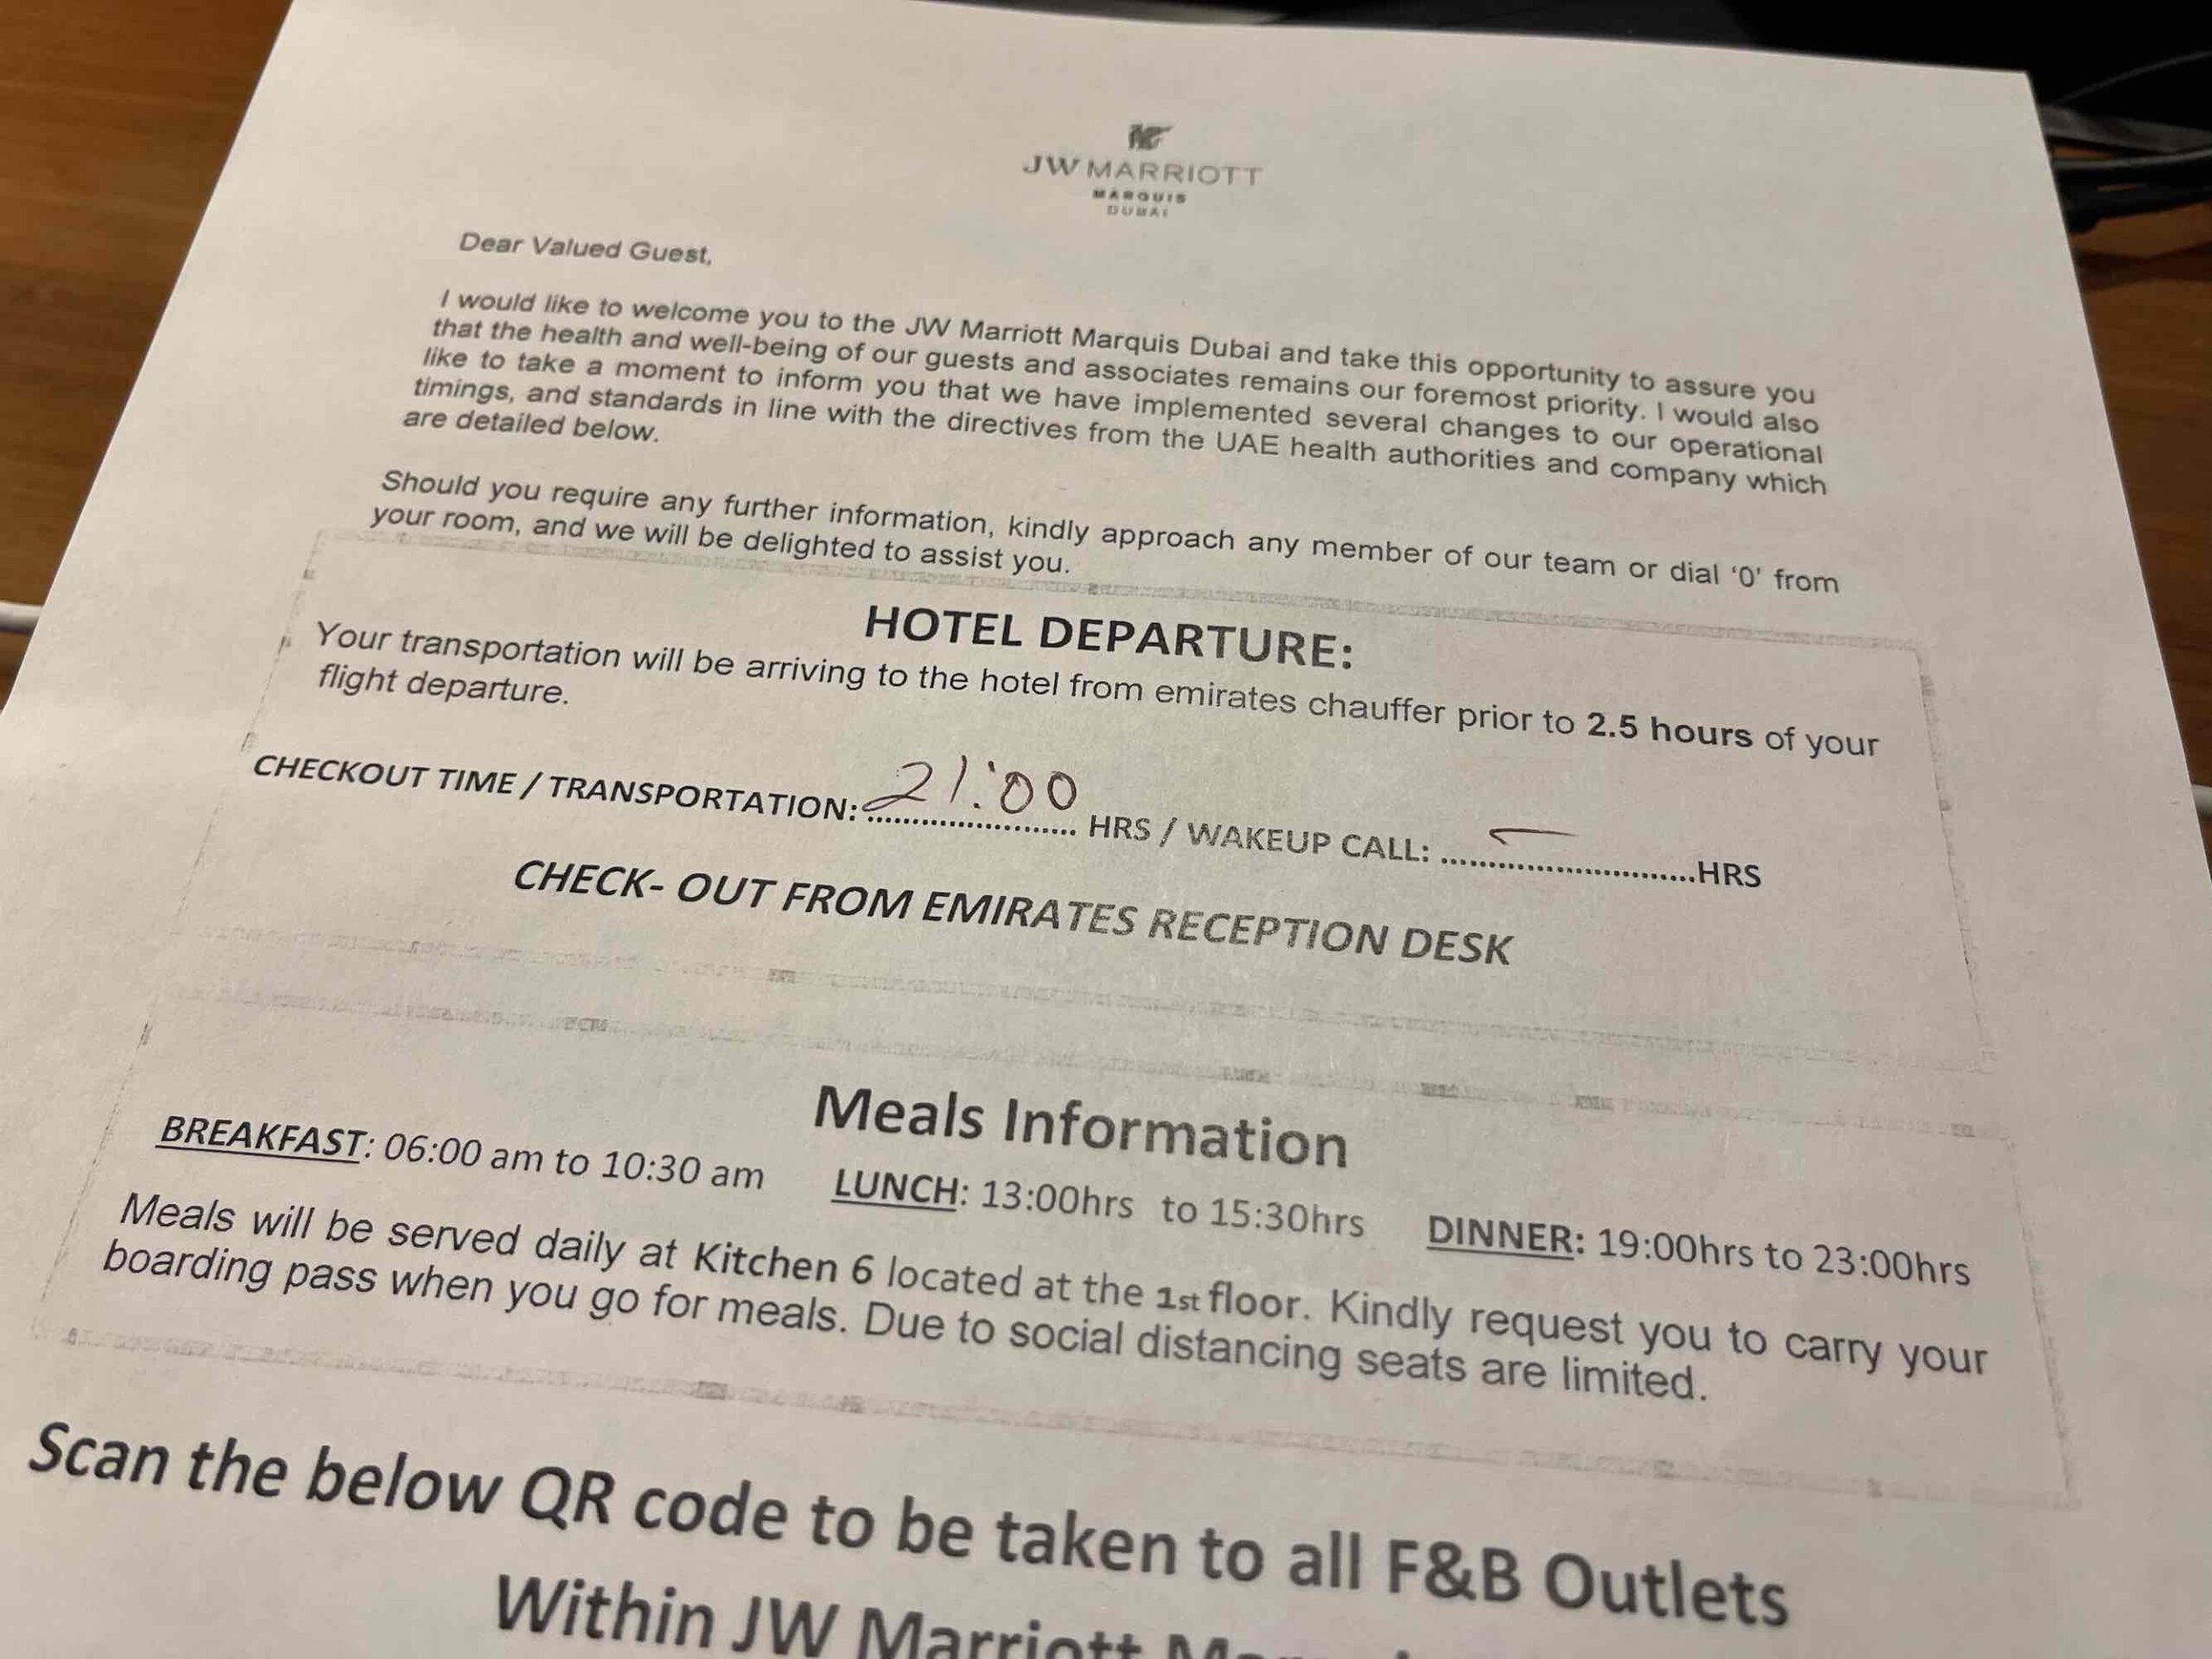 JW MARRIOTT
MARQUIS
DUBAI
Dear Valued Guest,
I would like to welcome you to the JW Marriott Marquis Dubai and take this opportunity to assure you
that the health and well-being of our guests and associates remains our foremost priority. I would also
like to take a moment to inform you that we have implemented several changes to our operational
timings, and standards in line with the directives from the UAE health authorities and company which
are detailed below.
Should you require any further information, kindly approach any member of our team or dial ‘0’ from
your room, and we will be delighted to assist you.
HOTEL DEPARTURE:
Your transportation will be arriving to the hotel from emirates chauffer prior to 2.5 hours of your
flight departure.
CHECKOUT TIME / TRANSPORTATION: 21:00 HRS / WAKEUP CALL: – HRS
CHECK- OUT FROM EMIRATES RECEPTION DESK
Meals Information
BREAKFAST: 06:00 am to 10:30 am LUNCH: 13:00hrs to 15:30hrs DINNER: 19:00hrs to 23:00hrs
Meals will be served daily at Kitchen 6 located at the 1st floor. Kindly request you to carry your
boarding pass when you go for meals. Due to social distancing seats are limited.
Scan the below QR code to be taken to all F&B Outlets
Within JW Marriott